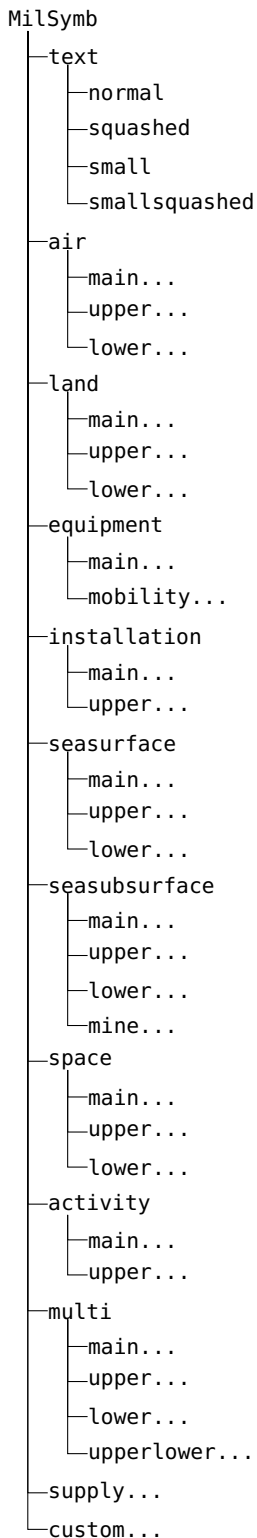 MilSymb
text
normal
squashed
small
smallsquashed
air
main...
upper...
lower...
land
main...
upper...
lower...
equipment
main...
mobility...
installation
main...
upper...
seasurface
main...
upper...
lower...
seasubsurface
main...
upper...
lower...
mine...
space
main...
upper...
lower...
activity
main...
upper...
multi
main...
upper...
lower...
upperlower...
supply...
custom...